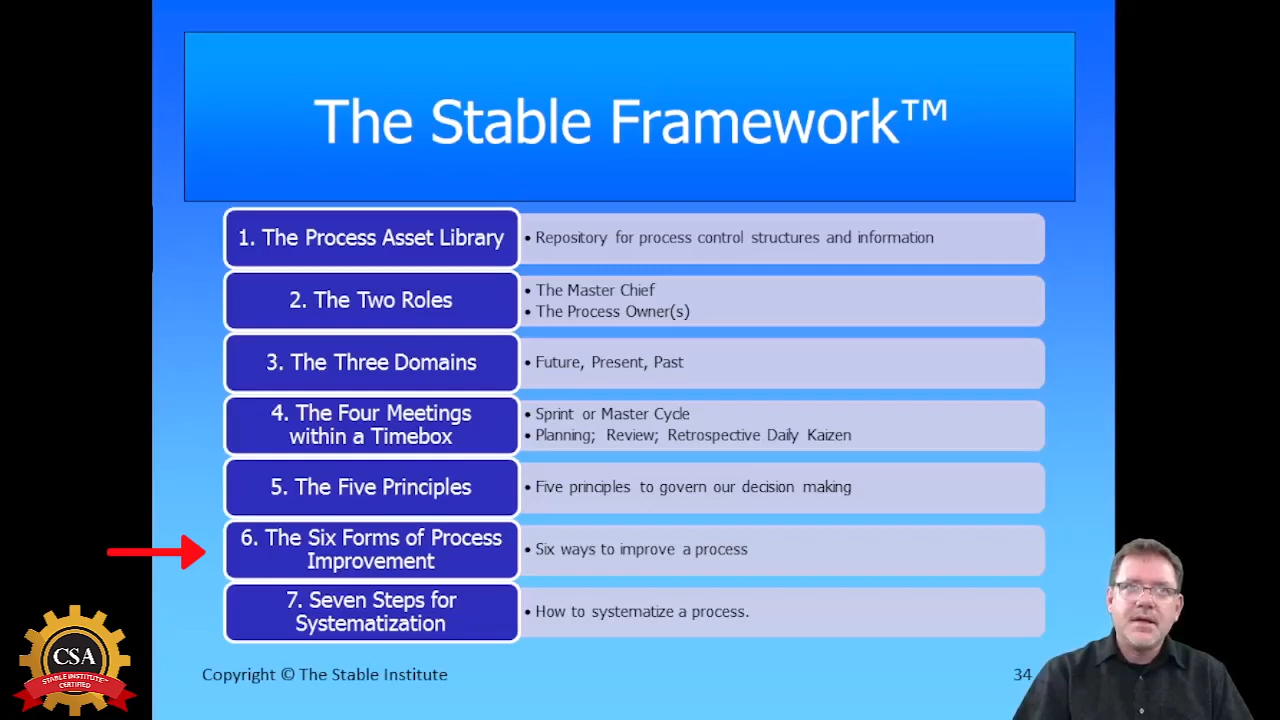 The Stable Framework™
1. The Process Asset Library
• Repository for process control structures and information
2. The Two Roles
• The Master Chief
• The Process Owner(s)
3. The Three Domains
• Future, Present, Past
4. The Four Meetings
within a Timebox
• Sprint or Master Cycle
• Planning; Review; Retrospective Daily Kaizen
5. The Five Principles
• Five principles to govern our decision making
6. The Six Forms of Process
Improvement
• Six ways to improve a process
7. Seven Steps for
Systematization
• How to systematize a process.
Copyright © The Stable Institute
34
CSA
STABLE INSTITUTE™
CERTIFIED